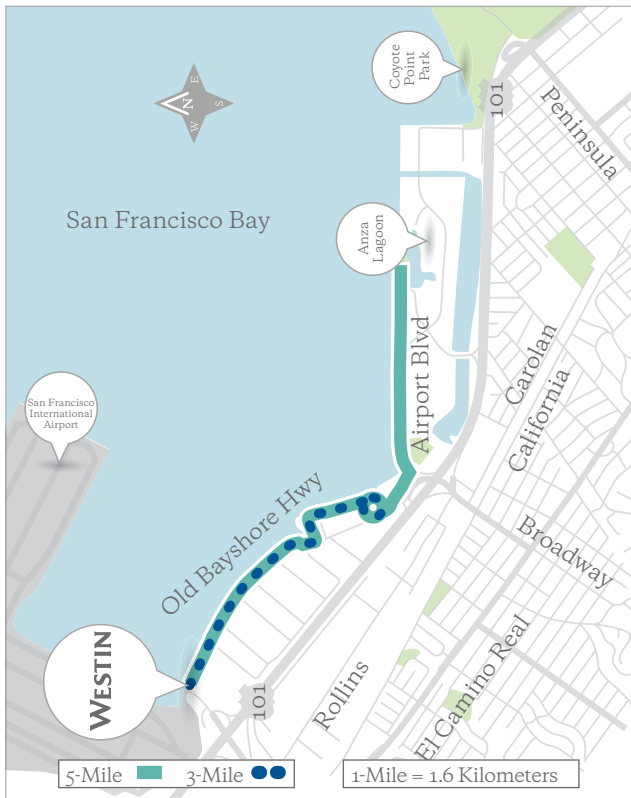 Coyote
Point
Park
101
Peninsula
E
N
S
W
San Francisco Bay
Anza
Lagoon
Airport Blvd
Carolan
California
San Francisco
International
Airport
Old Bayshore Hwy
Broadway
WESTIN
101
Rollins
El Camino Real
5-Mile
3-Mile
1-Mile = 1.6 Kilometers